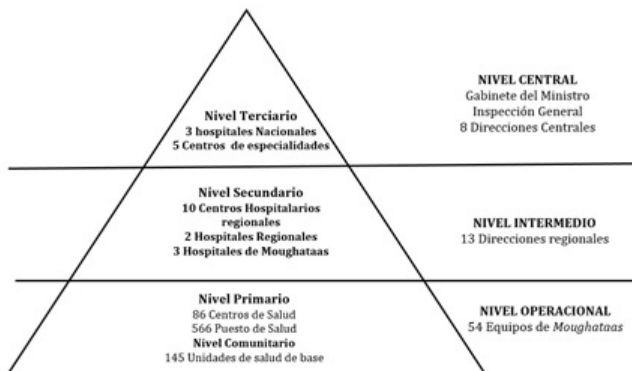 Nivel Terciario
3 hospitales Nacionales
5 Centros de especialidades
NIVEL CENTRAL
Gabinete del Ministro
Inspección General
8 Direcciones Centrales
Nivel Secundario
10 Centros Hospitalarios
regionales
2 Hospitales Regionales
3 Hospitales de Moughataas
NIVEL INTERMEDIO
13 Direcciones regionales
Nivel Primario
86 Centros de Salud
566 Puesto de Salud
Nivel Comunitario
145 Unidades de salud de base
NIVEL OPERACIONAL
54 Equipos de Moughataas